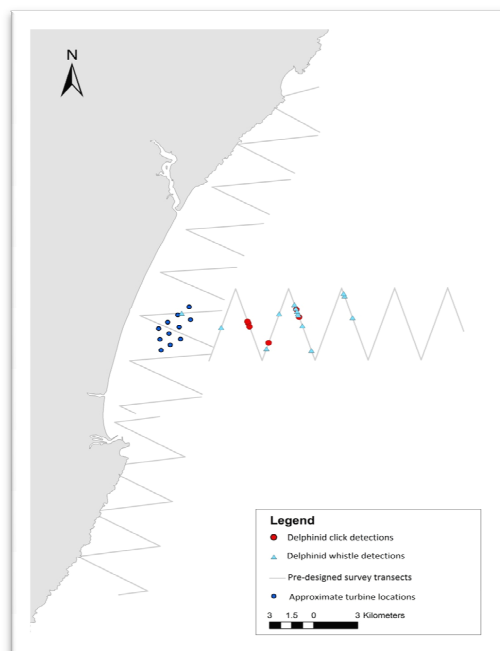 N
Legend
Delphinid click detections
Delphinid whistle detections
Pre-designed survey transects
Approximate turbine locations
3 1.5 0 3 Kilometers